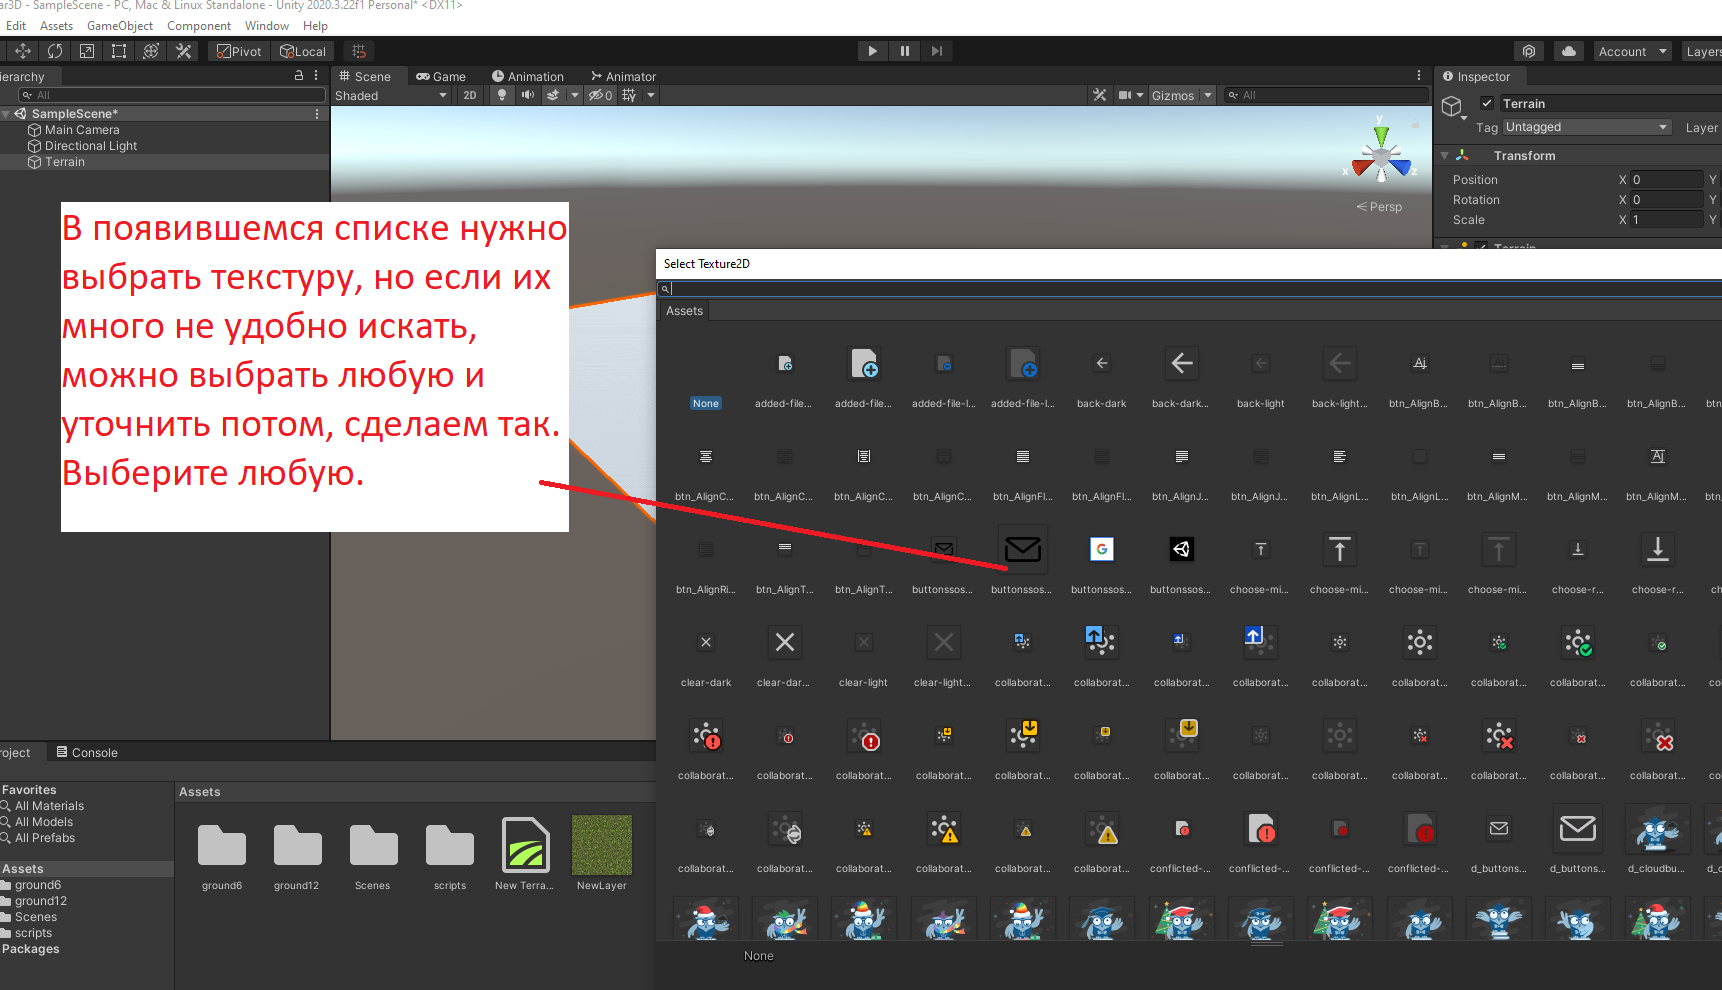 ar3D - SampleScene - PC, Mac & Linux Standalone - Unity 2020.3.22f1 Personal* <DX11>
Edit Assets GameObject Component Window Help
Pivot Local Account Layers
ierarchy
All
SampleScene*
Main Camera
Directional Light
Terrain
Scene Game Animation Animator
Shaded 2D 0 Gizmos All
y
x z
Persp
Inspector
Terrain
Tag Untagged Layer
Transform
Position X 0 Y
Rotation X 0 Y
Scale X 1 Y
Terrain
В появившемся списке нужно
выбрать текстуру, но если их
много не удобно искать,
можно выбрать любую и
уточнить потом, сделаем так.
Выберите любую.
Select Texture2D
Assets
None added-file... added-file... added-file-l... added-file-l... back-dark back-dark... back-light back-light... btn_AlignB... btn_AlignB... btn_AlignB... btn_AlignB... btn
btn_AlignC... btn_AlignC... btn_AlignC... btn_AlignC... btn_AlignFl... btn_AlignFl... btn_AlignJ... btn_AlignJ... btn_AlignL... btn_AlignL... btn_AlignM... btn_AlignM... btn_AlignM... btn
btn_AlignRi... btn_AlignT... btn_AlignT... buttonssos... buttonssos... buttonssos... buttonssos... choose-mi... choose-mi... choose-mi... choose-mi... choose-r... choose-r... ch
clear-dark clear-dar... clear-light clear-light... collaborat... collaborat... collaborat... collaborat... collaborat... collaborat... collaborat... collaborat... collaborat... co
collaborat... collaborat... collaborat... collaborat... collaborat... collaborat... collaborat... collaborat... collaborat... collaborat... collaborat... collaborat... collaborat... co
collaborat... collaborat... collaborat... collaborat... collaborat... collaborat... conflicted-... conflicted-... conflicted-... conflicted-... d_buttons... d_buttons... d_cloudbu... d_c
None
roject Console
Favorites
All Materials
All Models
All Prefabs
Assets
ground6
ground12
Scenes
scripts
Packages
Assets
ground6 ground12 Scenes scripts New Terra... NewLayer